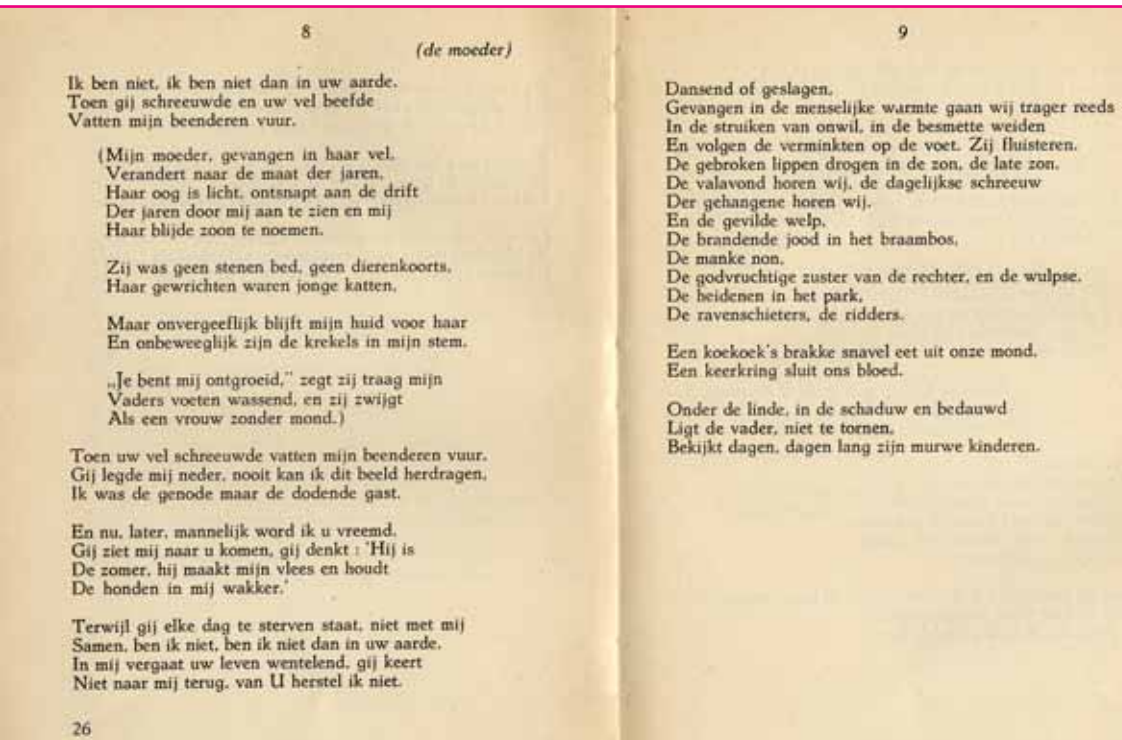 8
(de moeder)
Ik ben niet, ik ben niet dan in uw aarde.
Toen gij schreeuwde en uw vel beefde
Vatten mijn beenderen vuur.
(Mijn moeder, gevangen in haar vel,
Verandert naar de maat der jaren.
Haar oog is licht, ontsnapt aan de drift
Der jaren door mij aan te zien en mij
Haar blijde zoon te noemen.
Zij was geen stenen bed, geen dierenkoorts,
Haar gewrichten waren jonge katten,
Maar onvergeeflijk blijft mijn huid voor haar
En onbeweeglijk zijn de krekels in mijn stem.
„Je bent mij ontgroeid,” zegt zij traag mijn
Vaders voeten wassend, en zij zwijgt
Als een vrouw zonder mond.)
Toen uw vel schreeuwde vatten mijn beenderen vuur.
Gij legde mij neder, nooit kan ik dit beeld herdragen,
Ik was de genode maar de dodende gast.
En nu, later, mannelijk word ik u vreemd.
Gij ziet mij naar u komen, gij denkt : 'Hij is
De zomer, hij maakt mijn vlees en houdt
De honden in mij wakker.'
Terwijl gij elke dag te sterven staat, niet met mij
Samen, ben ik niet, ben ik niet dan in uw aarde.
In mij vergaat uw leven wentelend, gij keert
Niet naar mij terug, van U herstel ik niet.
26
9
Dansend of geslagen,
Gevangen in de menselijke warmte gaan wij trager reeds
In de struiken van onwil, in de besmette weiden
En volgen de verminkten op de voet. Zij fluisteren.
De gebroken lippen drogen in de zon, de late zon.
De valavond horen wij, de dagelijkse schreeuw
Der gehangene horen wij.
En de gevilde welp,
De brandende jood in het braambos,
De manke non,
De godvruchtige zuster van de rechter, en de wulpse.
De heidenen in het park,
De ravenschieters, de ridders.
Een koekoek's brakke snavel eet uit onze mond.
Een keerkring sluit ons bloed.
Onder de linde, in de schaduw en bedauwd
Ligt de vader, niet te tornen,
Bekijkt dagen, dagen lang zijn murwe kinderen.